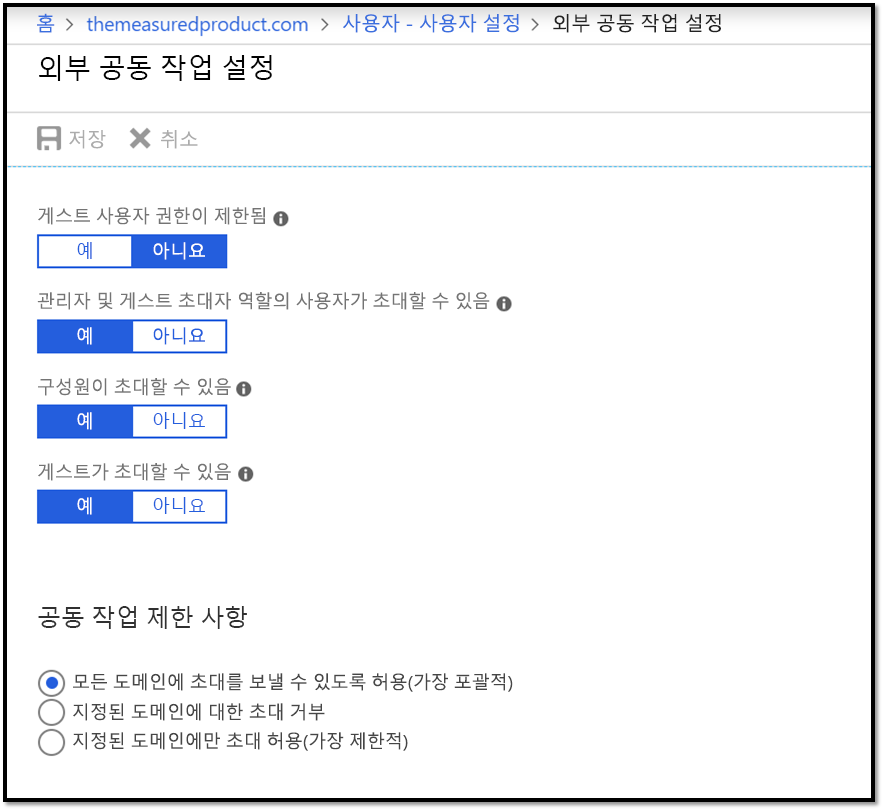 홈 > themeasuredproduct.com > 사용자 - 사용자 설정 > 외부 공동 작업 설정
외부 공동 작업 설정
저장 취소
게스트 사용자 권한이 제한됨
예 아니요
관리자 및 게스트 초대자 역할의 사용자가 초대할 수 있음
예 아니요
구성원이 초대할 수 있음
예 아니요
게스트가 초대할 수 있음
예 아니요
공동 작업 제한 사항
모든 도메인에 초대를 보낼 수 있도록 허용(가장 포괄적)
지정된 도메인에 대한 초대 거부
지정된 도메인에만 초대 허용(가장 제한적)